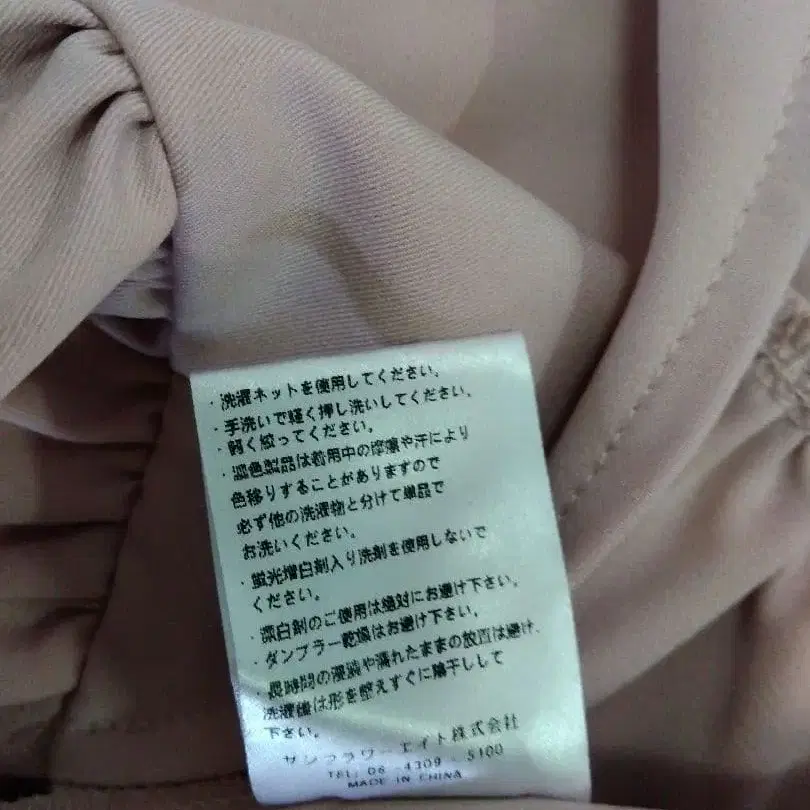 ・洗濯ネットを使用してください。
・手洗いで軽く押し洗いしてください。
・弱く絞ってください。
・濃色製品は着用中の摩擦や汗により
色移りすることがありますので
必ず他の洗濯物と分けて単品で
お洗いください。
・蛍光増白剤入り洗剤を使用しないで
ください。
・漂白剤のご使用は絶対にお避け下さい。
・タンブラー乾燥はお避け下さい。
・長時間の浸漬や濡れたままの放置は避け、
洗濯後は形を整えすぐに陰干しして
下さい。
サンフラワーエイト株式会社
TEL: 06 - 4309 - 5100
MADE IN CHINA